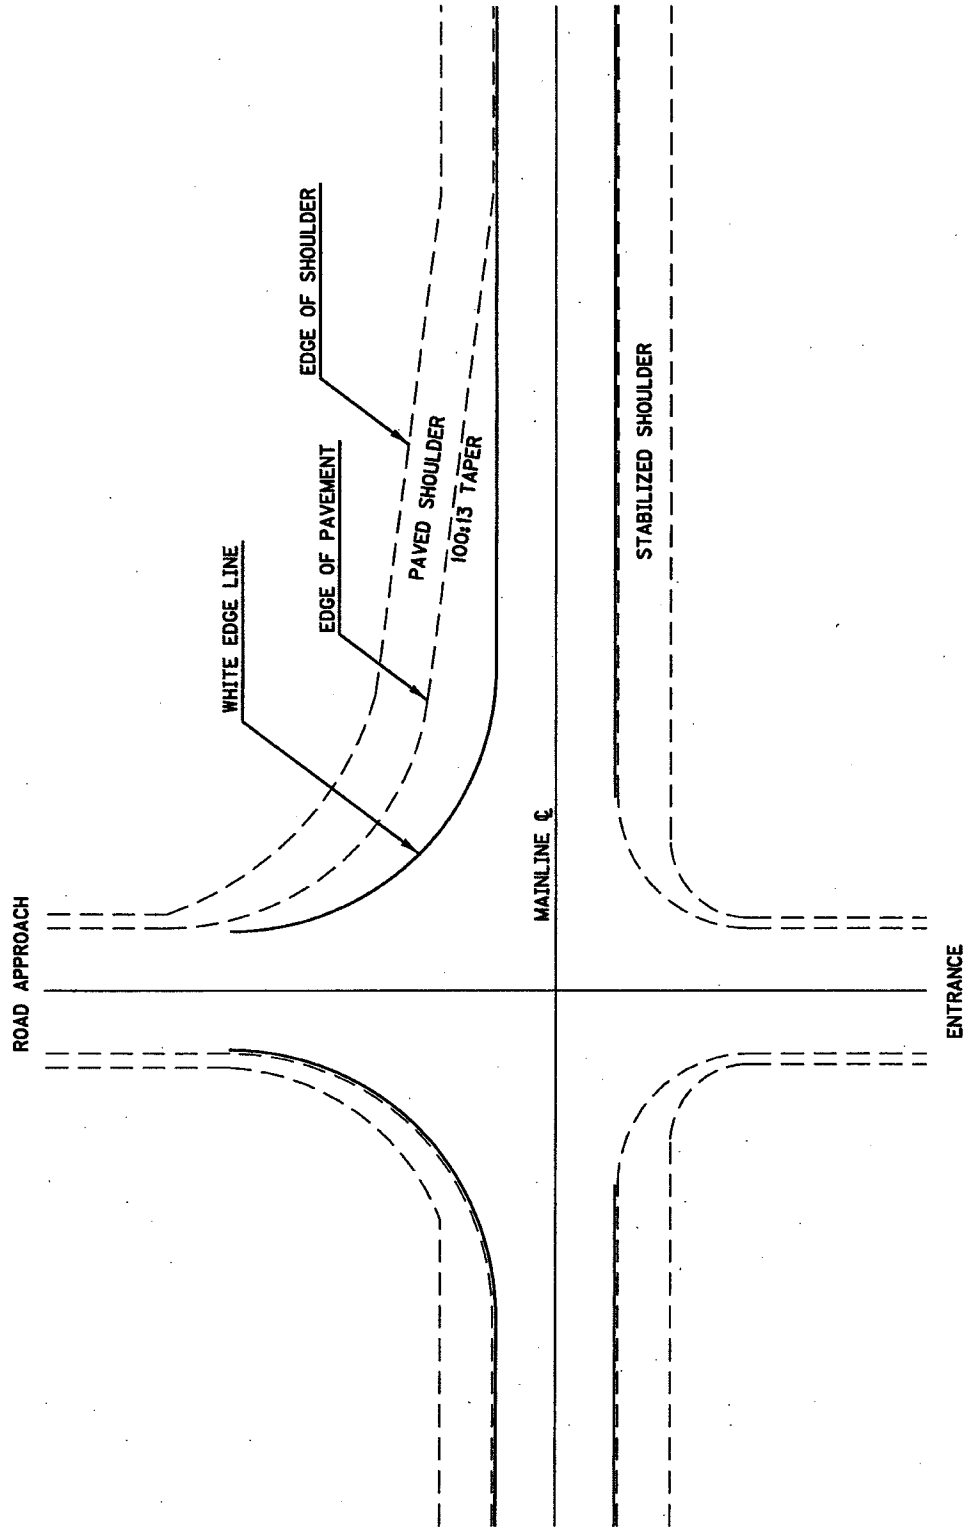 ROAD APPROACH
WHITE EDGE LINE
EDGE OF PAVEMENT
EDGE OF SHOULDER
PAVED SHOULDER
100:13 TAPER
MAINLINE ℄
STABILIZED SHOULDER
ENTRANCE